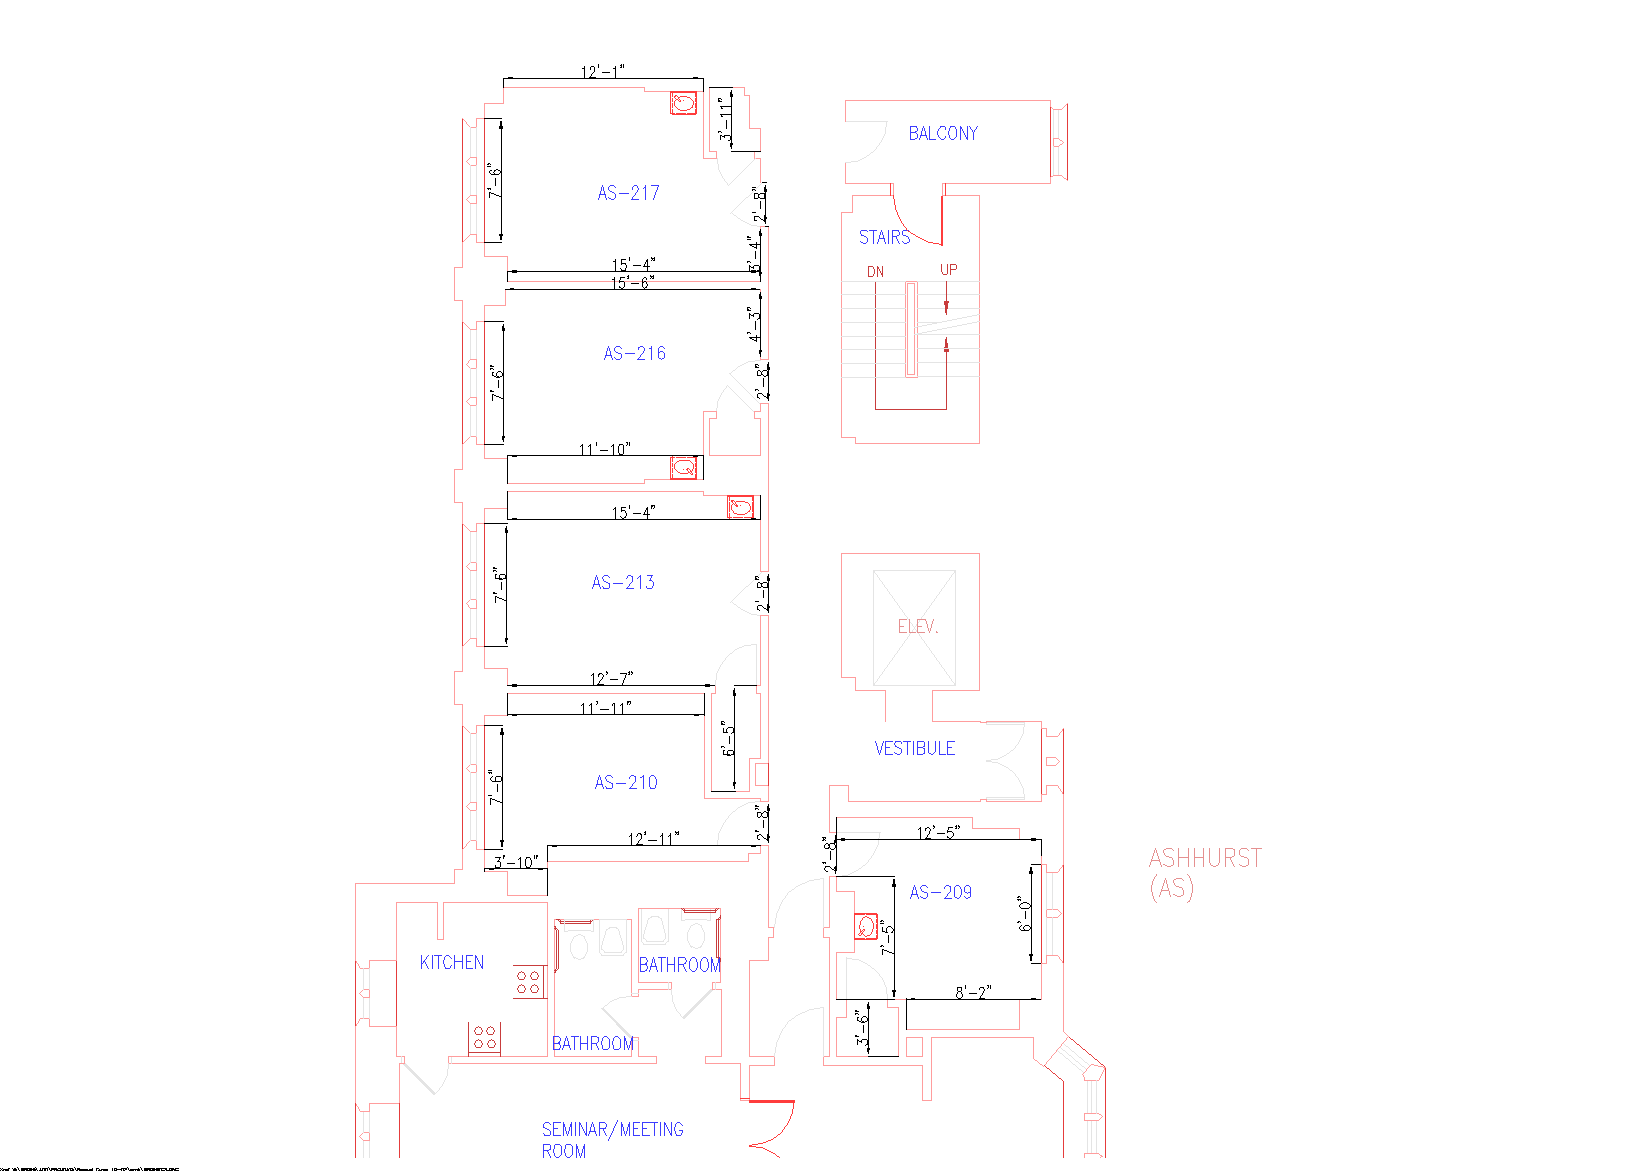 12'-1"
3'-11"
BALCONY
7'-6"
AS-217
2'-8"
STAIRS
3'-4"
15'-4"
DN
UP
15'-6"
4'-3"
AS-216
7'-6"
2'-8"
11'-10"
15'-4"
AS-213
7'-6"
2'-8"
ELEV.
12'-7"
11'-11"
6'-5"
VESTIBULE
AS-210
7'-6"
2'-8"
12'-11"
12'-5"
2'-8"
3'-10"
ASHHURST
(AS)
AS-209
6'-0"
7'-5"
KITCHEN
BATHROOM
8'-2"
3'-6"
BATHROOM
SEMINAR/MEETING
ROOM